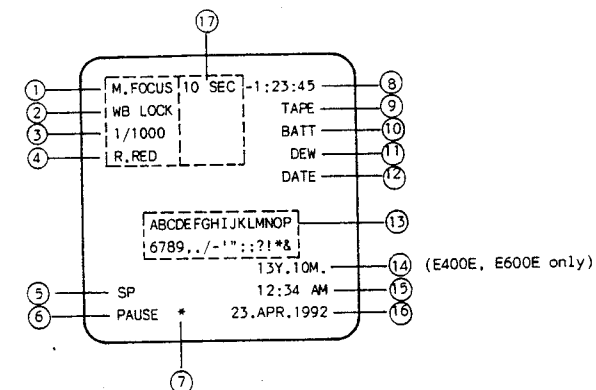 17
1 M.FOCUS 10 SEC -1:23:45 8
2 WB LOCK TAPE 9
3 1/1000 BATT 10
4 R.RED DEW 11
DATE 12
ABCDEFGHIJKLMNOP 13
6789,./-'":;?!*&
13Y.10M. 14 (E400E, E600E only)
5 SP 12:34 AM 15
6 PAUSE * 23.APR.1992 16
7